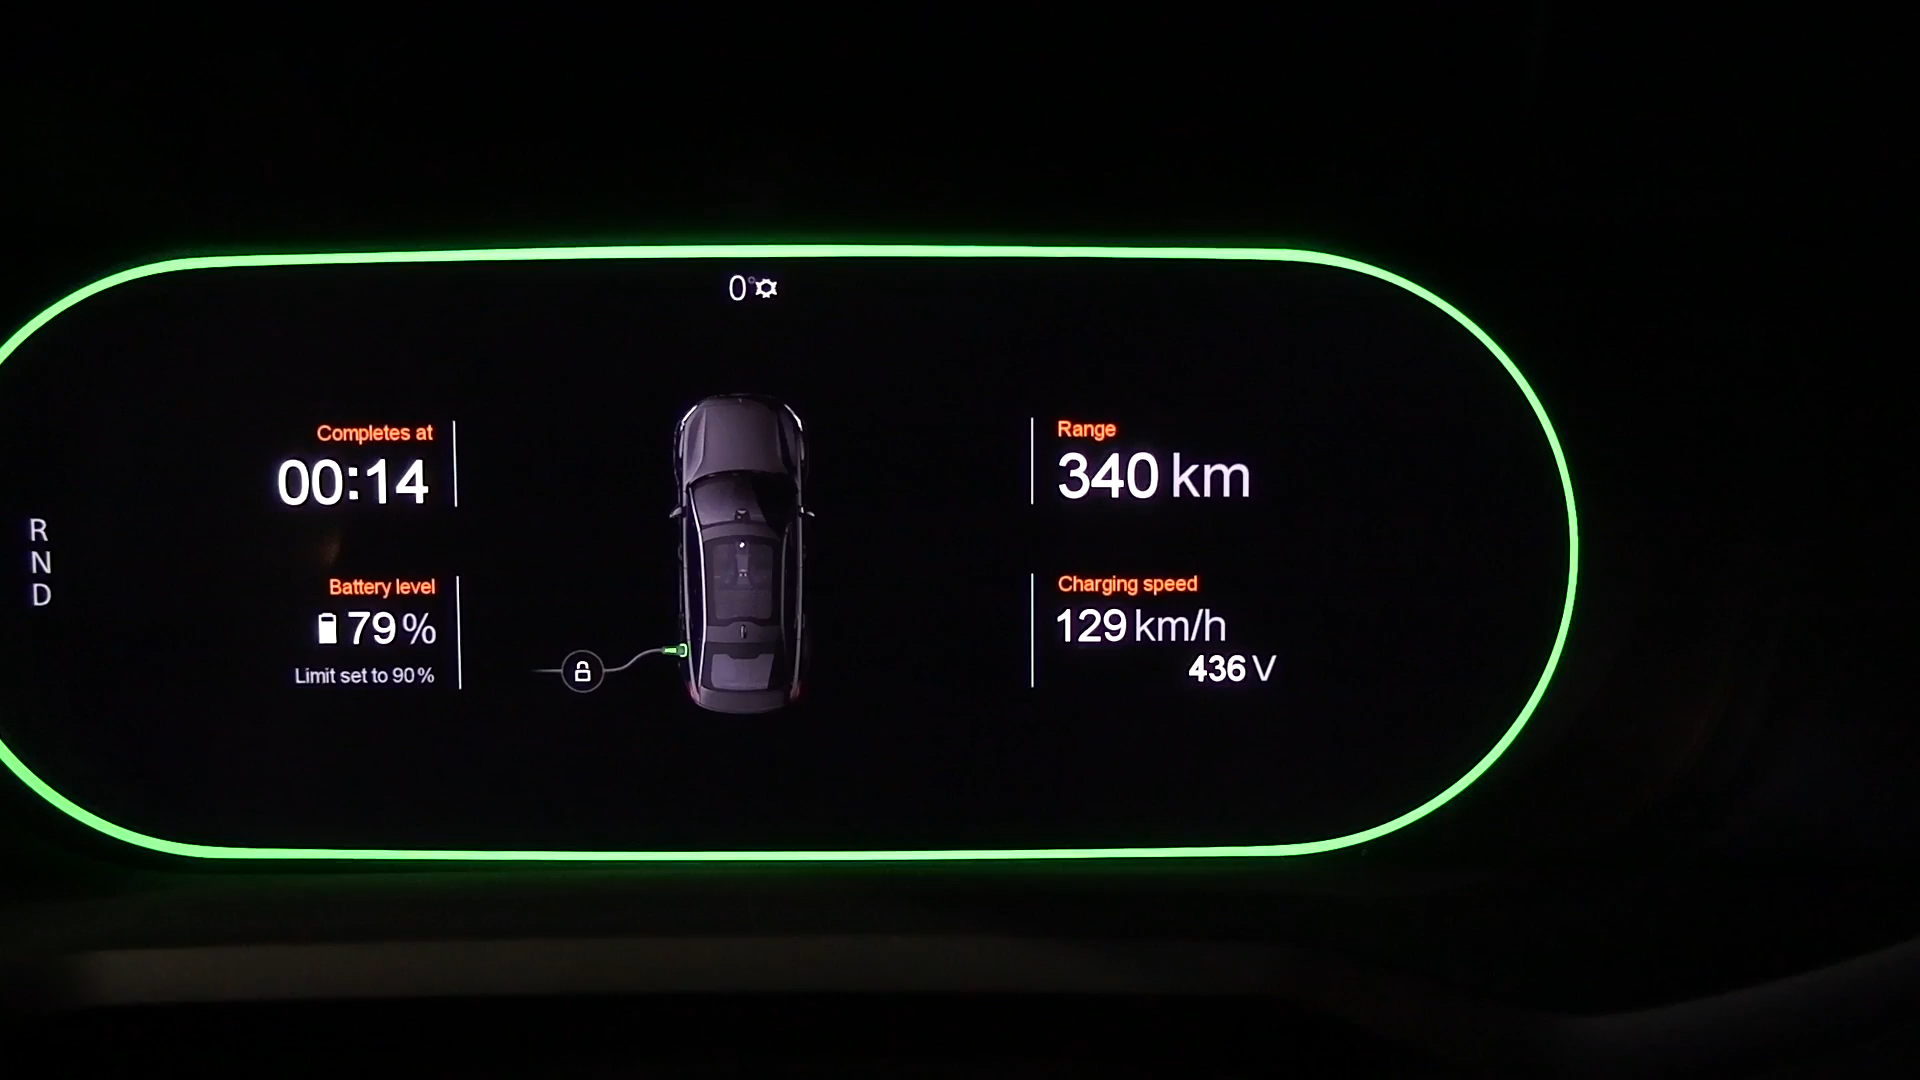 0°
Completes at
00:14
Range
340 km
R
N
D
Battery level
79 %
Limit set to 90 %
Charging speed
129 km/h
436 V